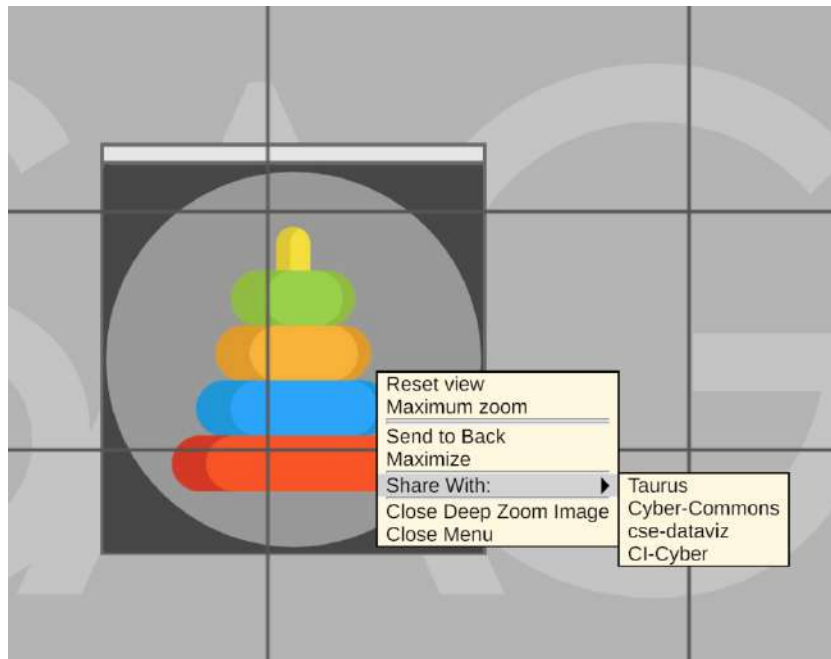 Reset view
Maximum zoom
Send to Back
Maximize
Share With:
Close Deep Zoom Image
Close Menu
Taurus
Cyber-Commons
cse-dataviz
CI-Cyber